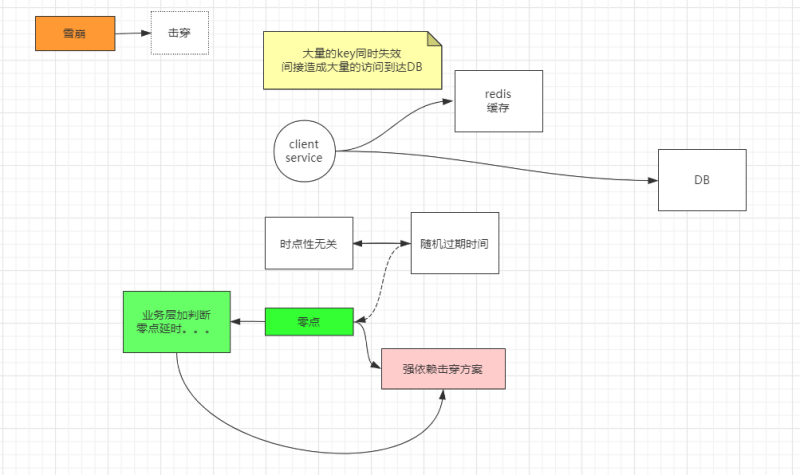 雪崩
击穿
大量的key同时失效
间接造成大量的访问到达DB
redis
缓存
client
service
DB
时点性无关
随机过期时间
业务层加判断
零点延时。。。
零点
强依赖击穿方案